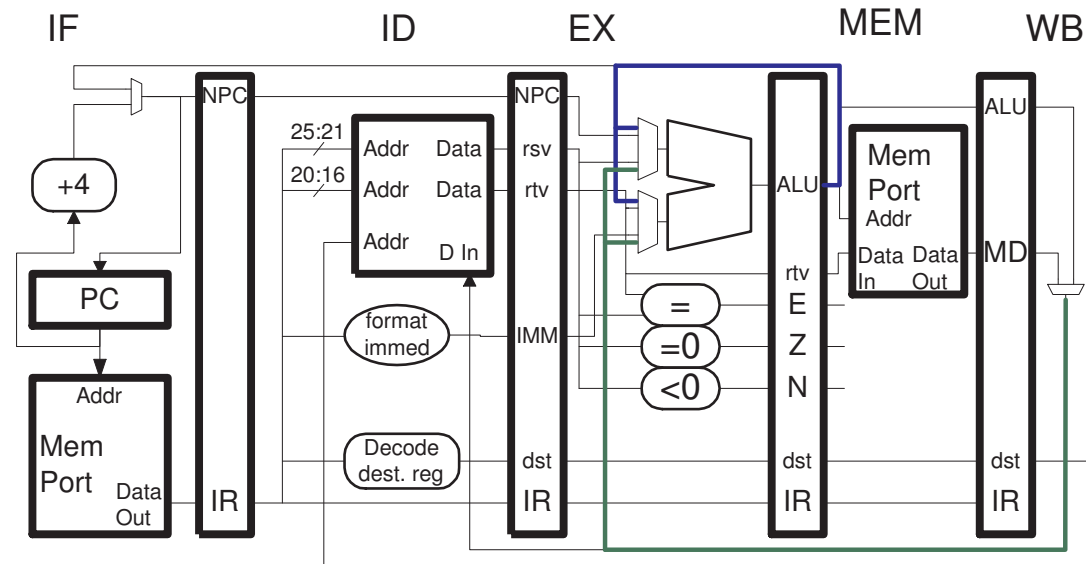 IF
ID
EX
MEM
WB
+4
PC
Addr
Mem
Port
Data
Out
NPC
IR
25:21
20:16
Addr
Data
Addr
Data
Addr
D In
format
immed
Decode
dest. reg
NPC
rsv
rtv
IMM
dst
IR
=
=0
<0
ALU
rtv
E
Z
N
dst
IR
Mem
Port
Addr
Data
In
Data
Out
ALU
MD
dst
IR